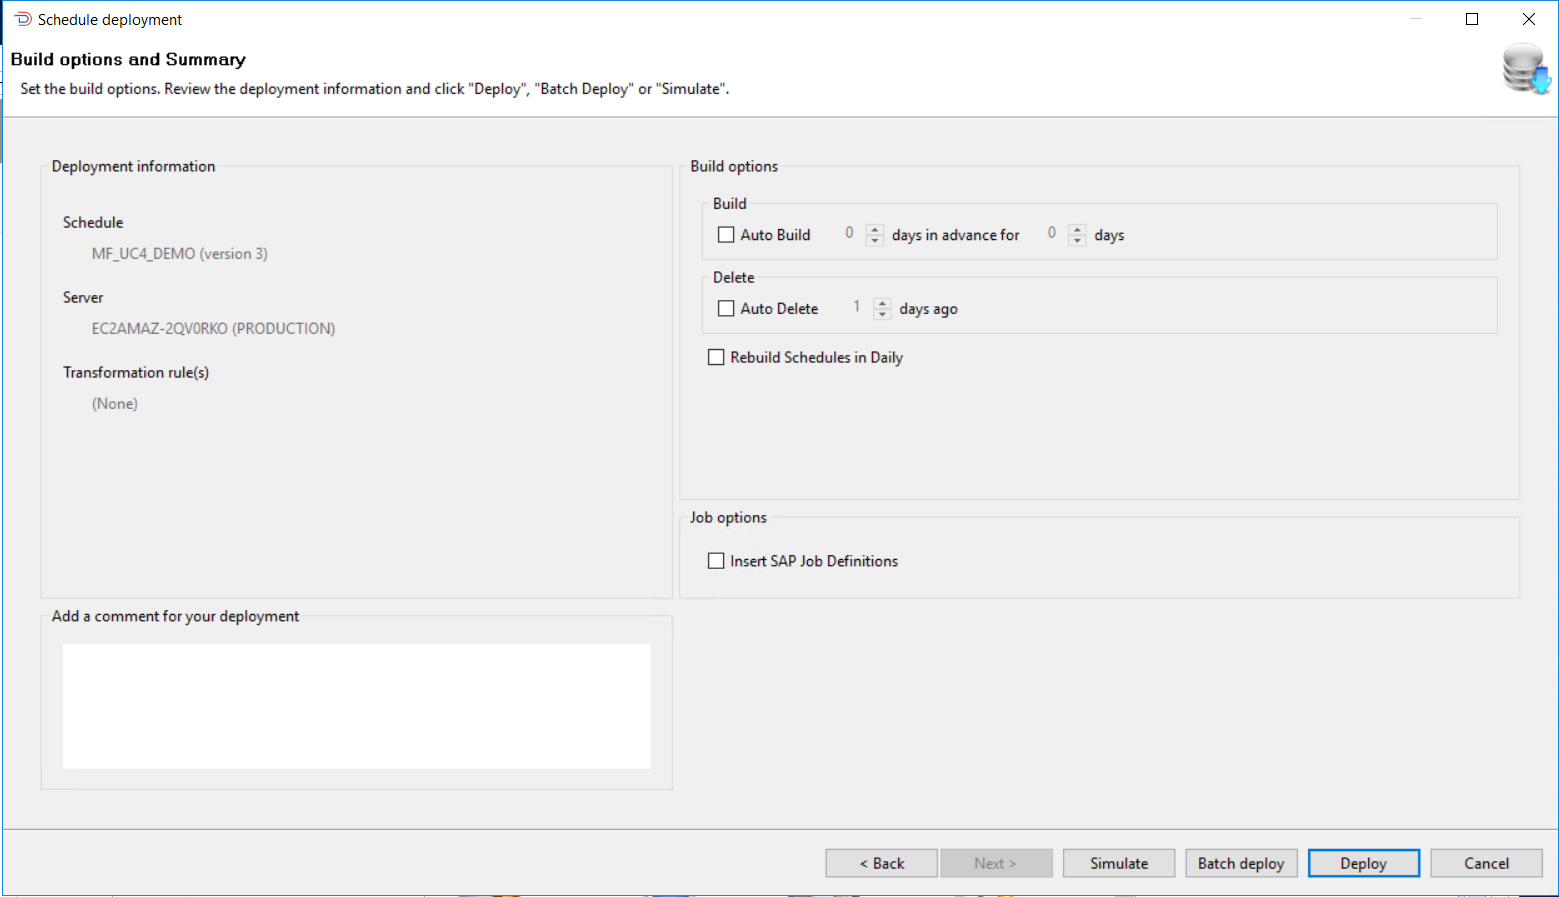 Schedule deployment
Build options and Summary
Set the build options. Review the deployment information and click "Deploy", "Batch Deploy" or "Simulate".
Deployment information
Schedule
MF_UC4_DEMO (version 3)
Server
EC2AMAZ-2QV0RKO (PRODUCTION)
Transformation rule(s)
(None)
Build options
Build
Auto Build 0 days in advance for 0 days
Delete
Auto Delete 1 days ago
Rebuild Schedules in Daily
Job options
Insert SAP Job Definitions
Add a comment for your deployment
< Back Next > Simulate Batch deploy Deploy Cancel